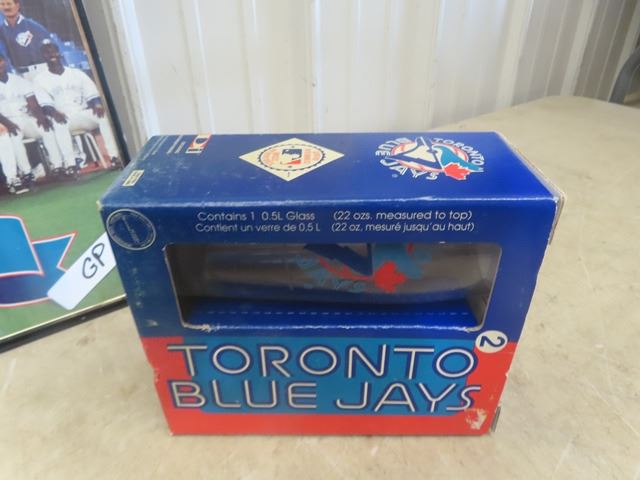 TORONTO
BLUE
JAYS
Contains 1 0.5L Glass (22 ozs. measured to top)
Contient un verre de 0,5 L (22 oz, mesuré jusqu'au haut)
JAYS
2
TORONTO
BLUE JAYS
GP